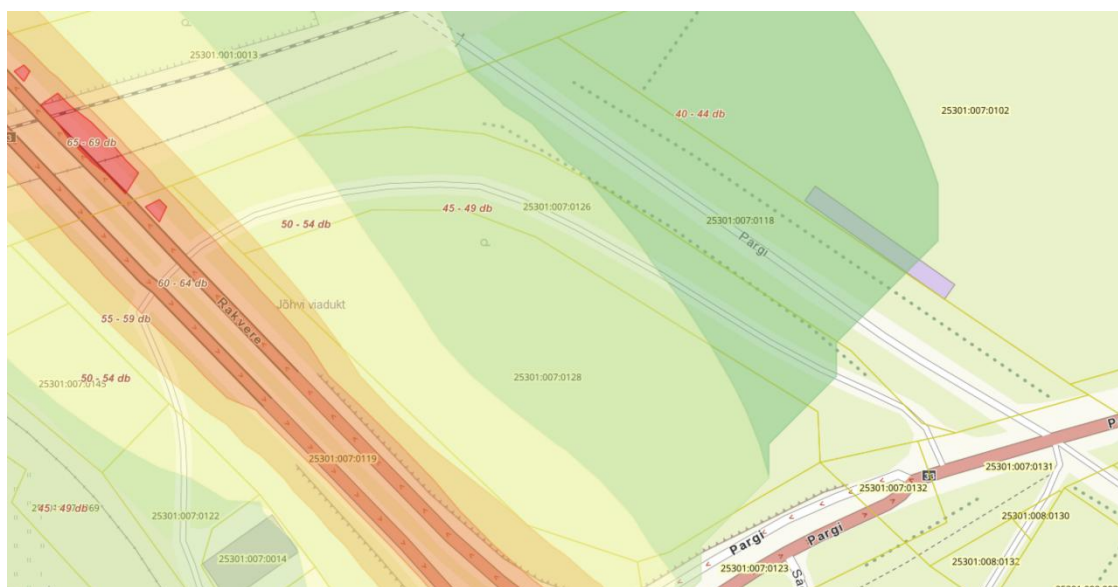 25301:001:0013
40 - 44 db
25301:007:0102
65 - 69 db
45 - 49 db
25301:007:0126
25301:007:0118
50 - 54 db
Pargi
60 - 64 db
Jõhvi viadukt
Rakvere
55 - 59 db
50 - 54 db
25301:007:0145
25301:007:0128
25301:007:0119
33
25301:007:0131
25301:007:0132
45 - 49 db
25301:007:0122
25301:008:0130
Pargi
Pargi
25301:007:0014
25301:007:0123
25301:008:0132